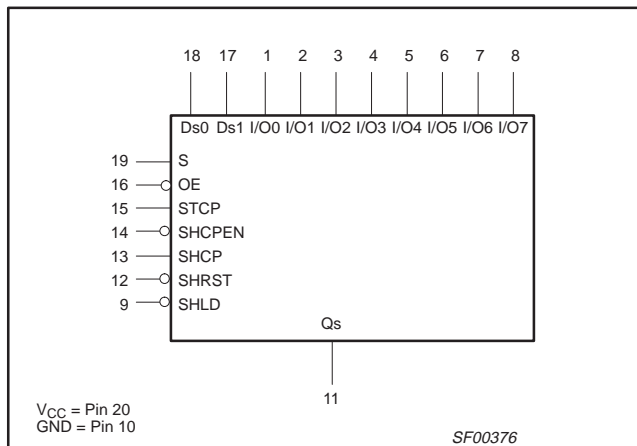 18 17 1 2 3 4 5 6 7 8
Ds0 Ds1 I/O0 I/O1 I/O2 I/O3 I/O4 I/O5 I/O6 I/O7
19 S
16 OE
15 STCP
14 SHCPEN
13 SHCP
12 SHRST
9 SHLD
Qs
11
VCC = Pin 20
GND = Pin 10
SF00376